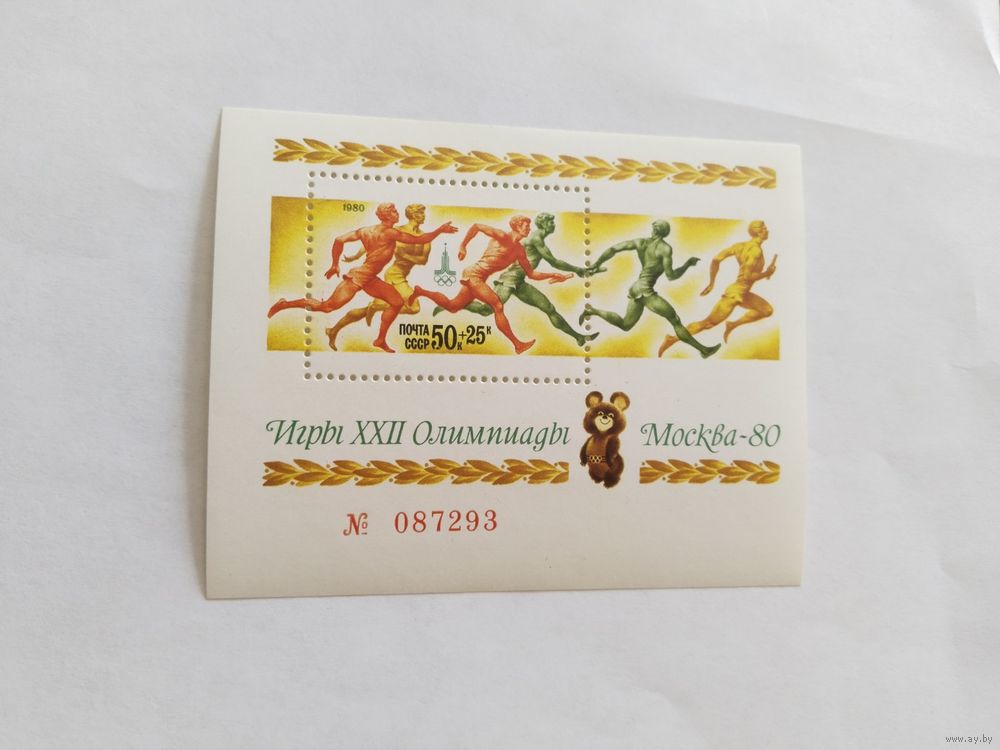 1980
ПОЧТА
СССР 50к+25к
Игры XXII Олимпиады Москва-80
№ 087293
www.ay.by